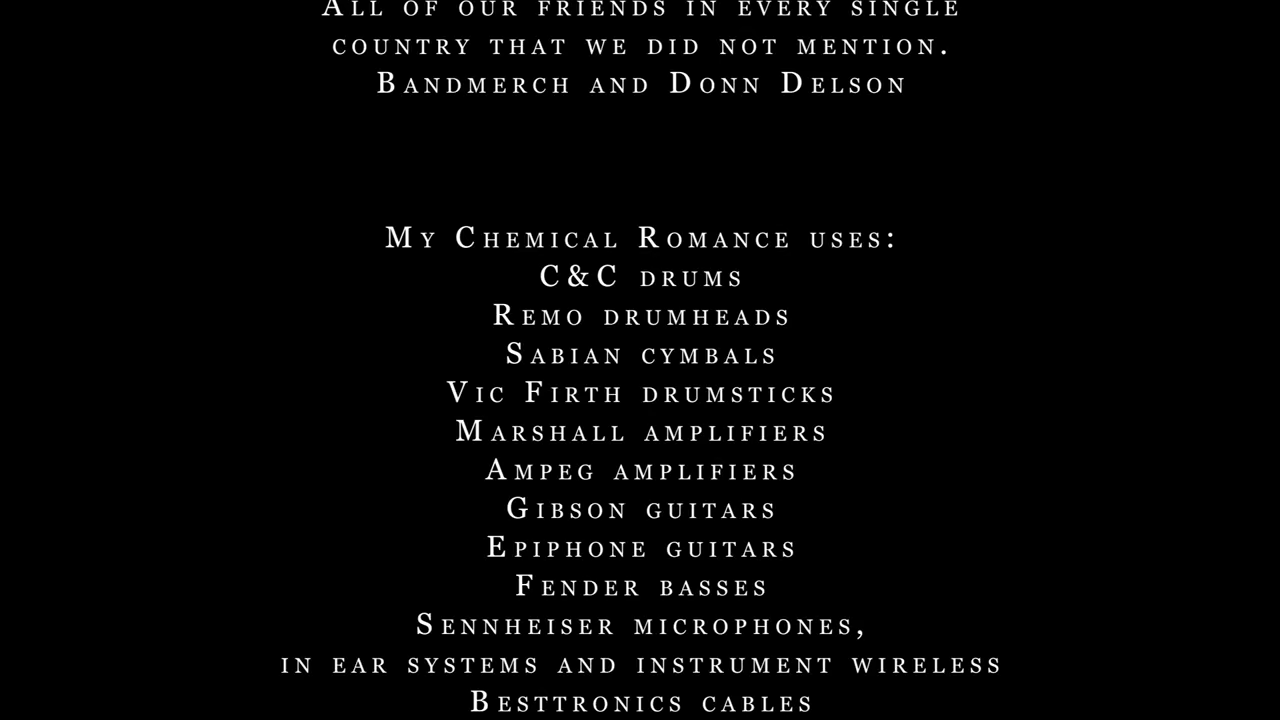 All of our friends in every single
country that we did not mention.
Bandmerch and Donn Delson
My Chemical Romance uses:
C&C drums
Remo drumheads
Sabian cymbals
Vic Firth drumsticks
Marshall amplifiers
Ampeg amplifiers
Gibson guitars
Epiphone guitars
Fender basses
Sennheiser microphones,
in ear systems and instrument wireless
Besttronics cables